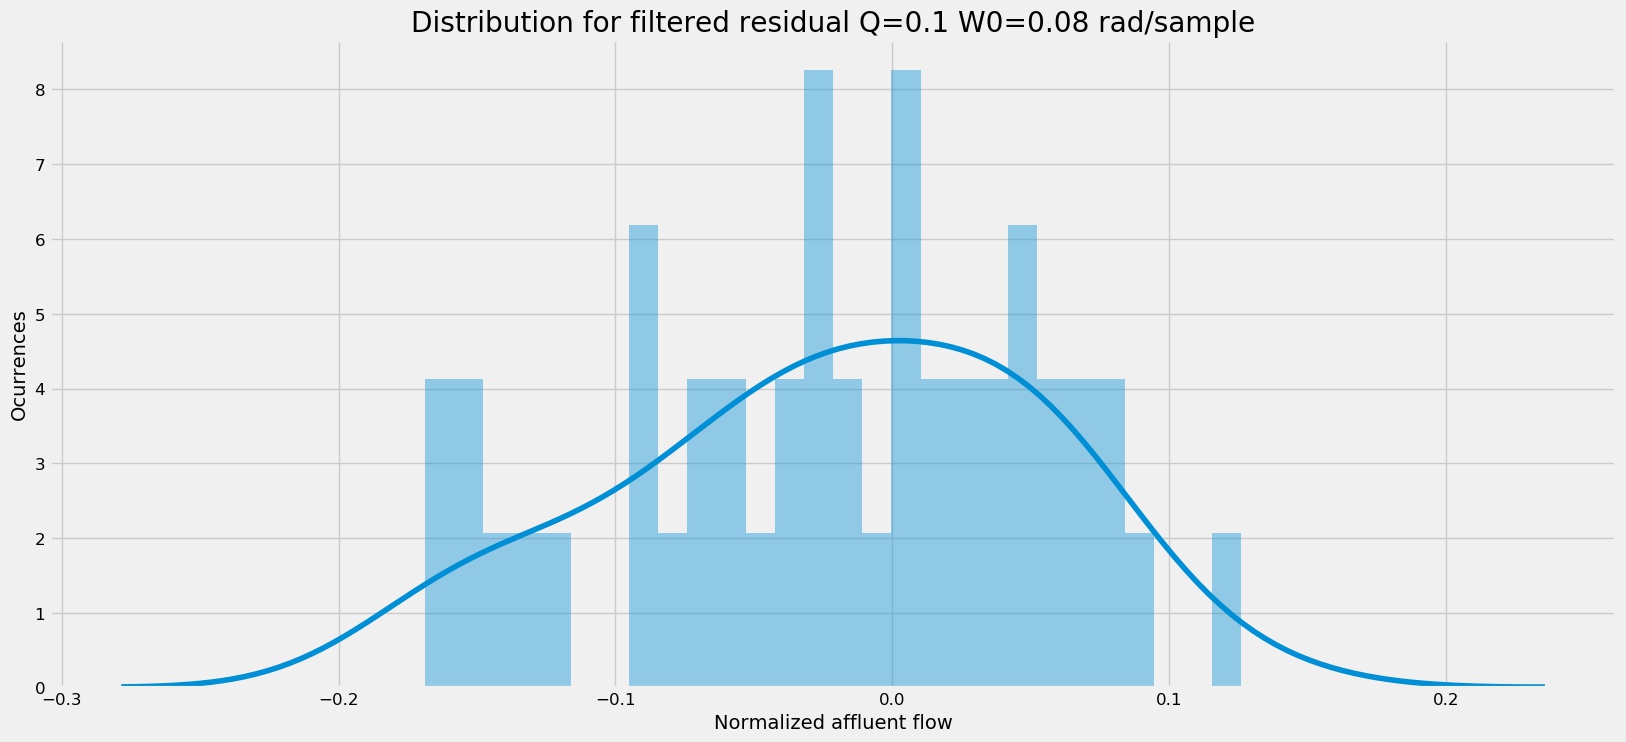 Distribution for filtered residual Q=0.1 W0=0.08 rad/sample
8
7
6
5
4
3
2
1
0
Ocurrences
−0.3 −0.2 −0.1 0.0 0.1 0.2
Normalized affluent flow